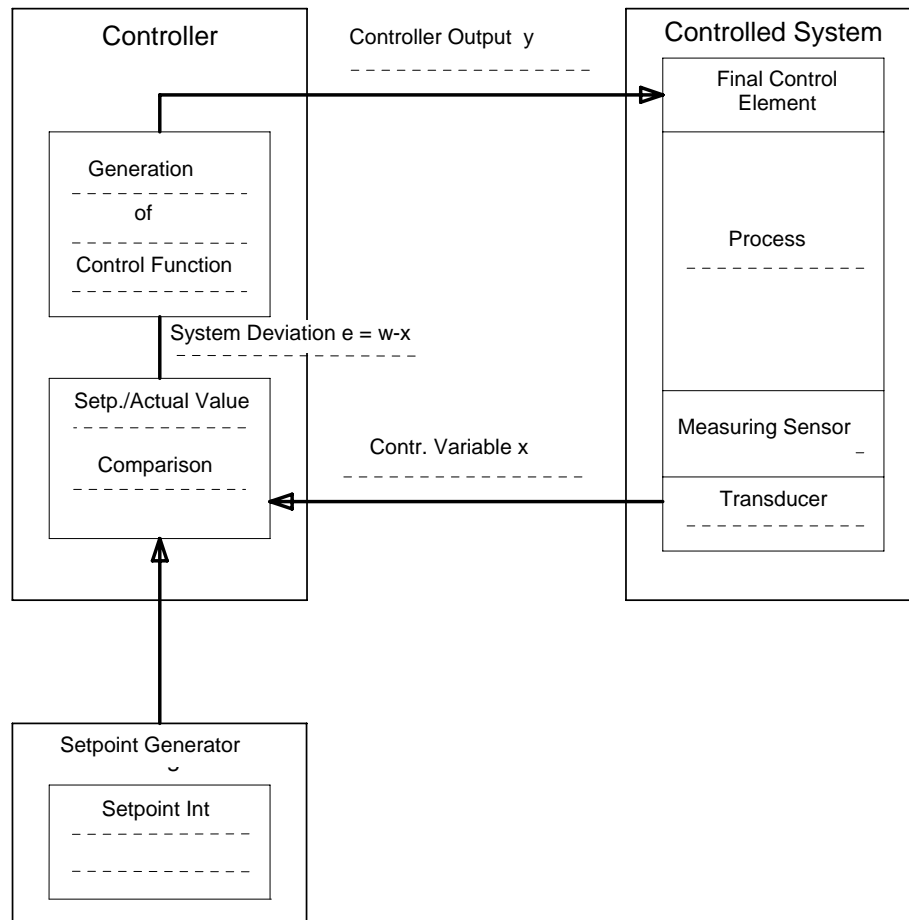 Controller
Controller Output y
Controlled System
Final Control
Element
Generation
of
Control Function
Process
System Deviation e = w-x
Setp./Actual Value
Comparison
Contr. Variable x
Measuring Sensor
Transducer
Setpoint Generator
Setpoint Int